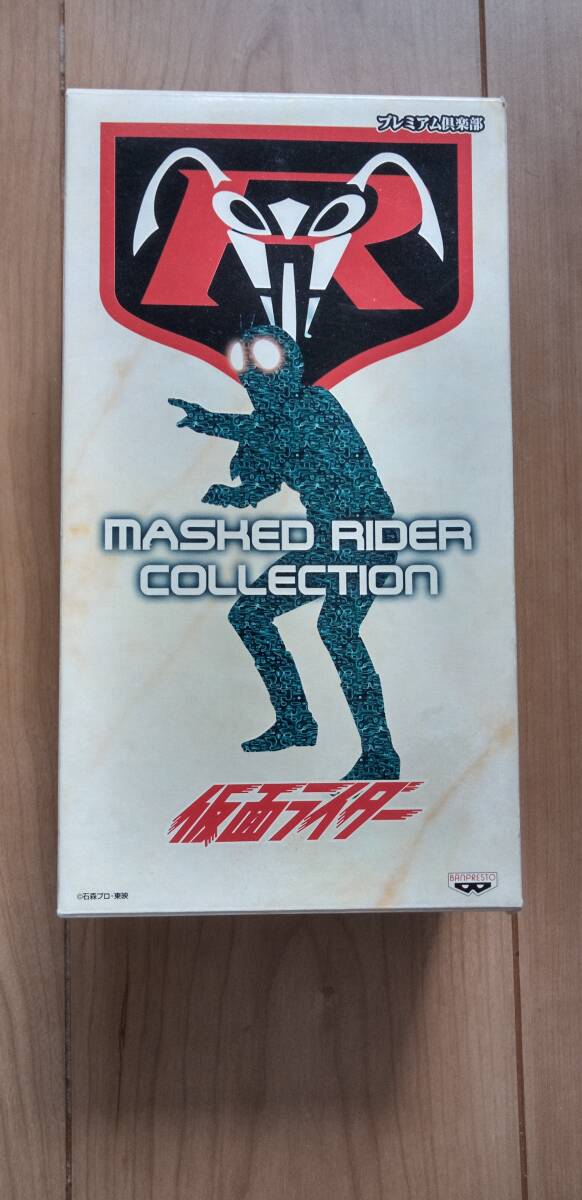 プレミアム倶楽部
R
MASKED RIDER
COLLECTION
仮面ライダー
©石森プロ・東映
BANPRESTO